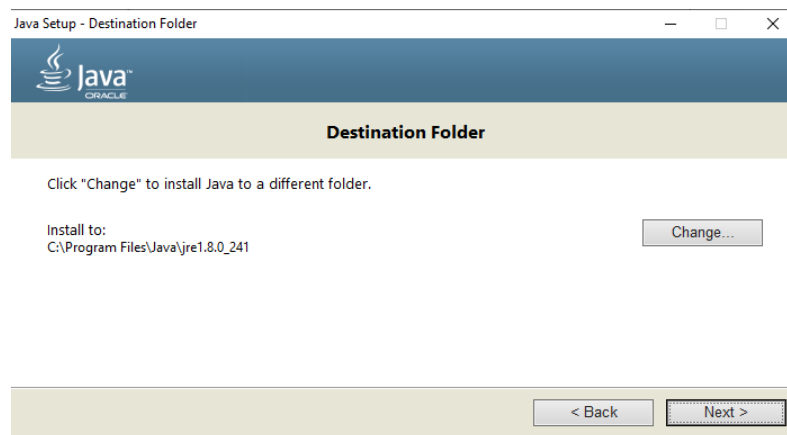 Java Setup - Destination Folder
Java™
ORACLE
Destination Folder
Click "Change" to install Java to a different folder.
Install to:
C:\Program Files\Java\jre1.8.0_241
Change...
< Back
Next >